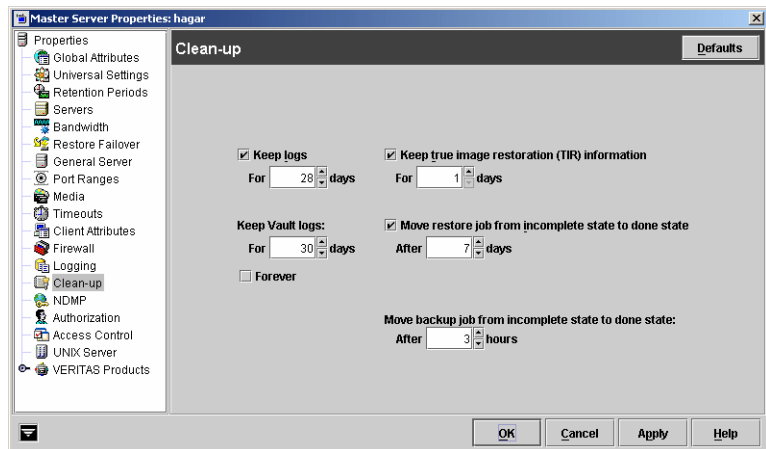 Master Server Properties: hagar
Properties
Global Attributes
Universal Settings
Retention Periods
Servers
Bandwidth
Restore Failover
General Server
Port Ranges
Media
Timeouts
Client Attributes
Firewall
Logging
Clean-up
NDMP
Authorization
Access Control
UNIX Server
VERITAS Products
Clean-up
Defaults
Keep logs
For 28 days
Keep true image restoration (TIR) information
For 1 days
Keep Vault logs:
For 30 days
Forever
Move restore job from incomplete state to done state
After 7 days
Move backup job from incomplete state to done state:
After 3 hours
OK Cancel Apply Help